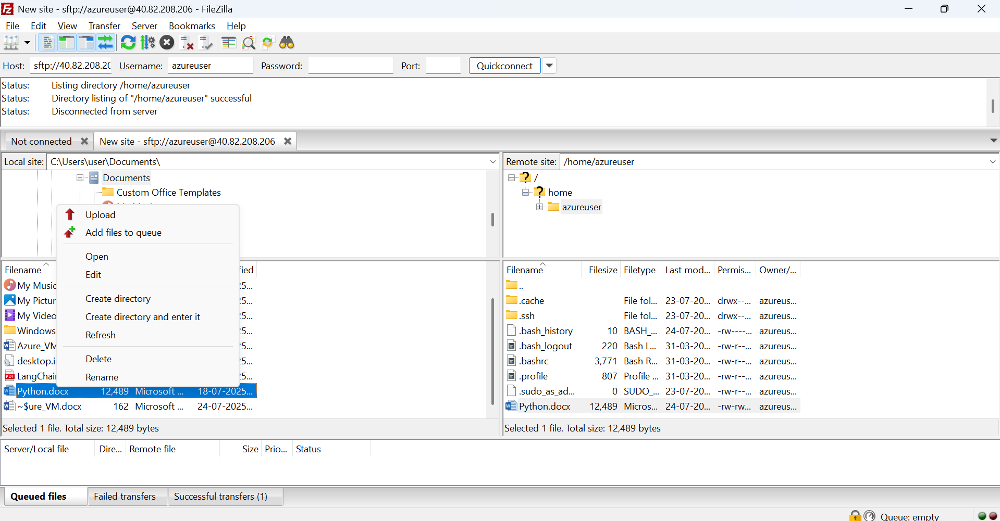 New site - sftp://azureuser@40.82.208.206 - FileZilla
File Edit View Transfer Server Bookmarks Help
Host: sftp://40.82.208.20 Username: azureuser Password: Port: Quickconnect
Status: Listing directory /home/azureuser
Status: Directory listing of "/home/azureuser" successful
Status: Disconnected from server
Not connected New site - sftp://azureuser@40.82.208.206
Local site: C:\Users\user\Documents\
Documents
Custom Office Templates
Upload
Add files to queue
Open
Edit
Create directory
Create directory and enter it
Refresh
Delete
Rename
Filename fied
My Music 25...
My Pictur 25...
My Video 25...
Windows 25...
Azure_VM 25...
desktop.i 25...
LangChai 25...
Python.docx 12,489 Microsoft ... 18-07-2025...
~$ure_VM.docx 162 Microsoft ... 24-07-2025...
Selected 1 file. Total size: 12,489 bytes
Remote site: /home/azureuser
/
home
azureuser
Filename Filesize Filetype Last mod... Permis... Owner/...
..
.cache File fol... 23-07-20... drwx--... azureus...
.ssh File fol... 23-07-20... drwx--... azureus...
.bash_history 10 BASH_... 24-07-20... -rw----... azureus...
.bash_logout 220 Bash L... 31-03-20... -rw-r--... azureus...
.bashrc 3,771 Bash R... 31-03-20... -rw-r--... azureus...
.profile 807 Profile ... 31-03-20... -rw-r--... azureus...
.sudo_as_ad... 0 SUDO_... 23-07-20... -rw-r--... azureus...
Python.docx 12,489 Micros... 24-07-20... -rw-rw... azureus...
Selected 1 file. Total size: 12,489 bytes
Server/Local file Dire... Remote file Size Prio... Status
Queued files Failed transfers Successful transfers (1)
Queue: empty